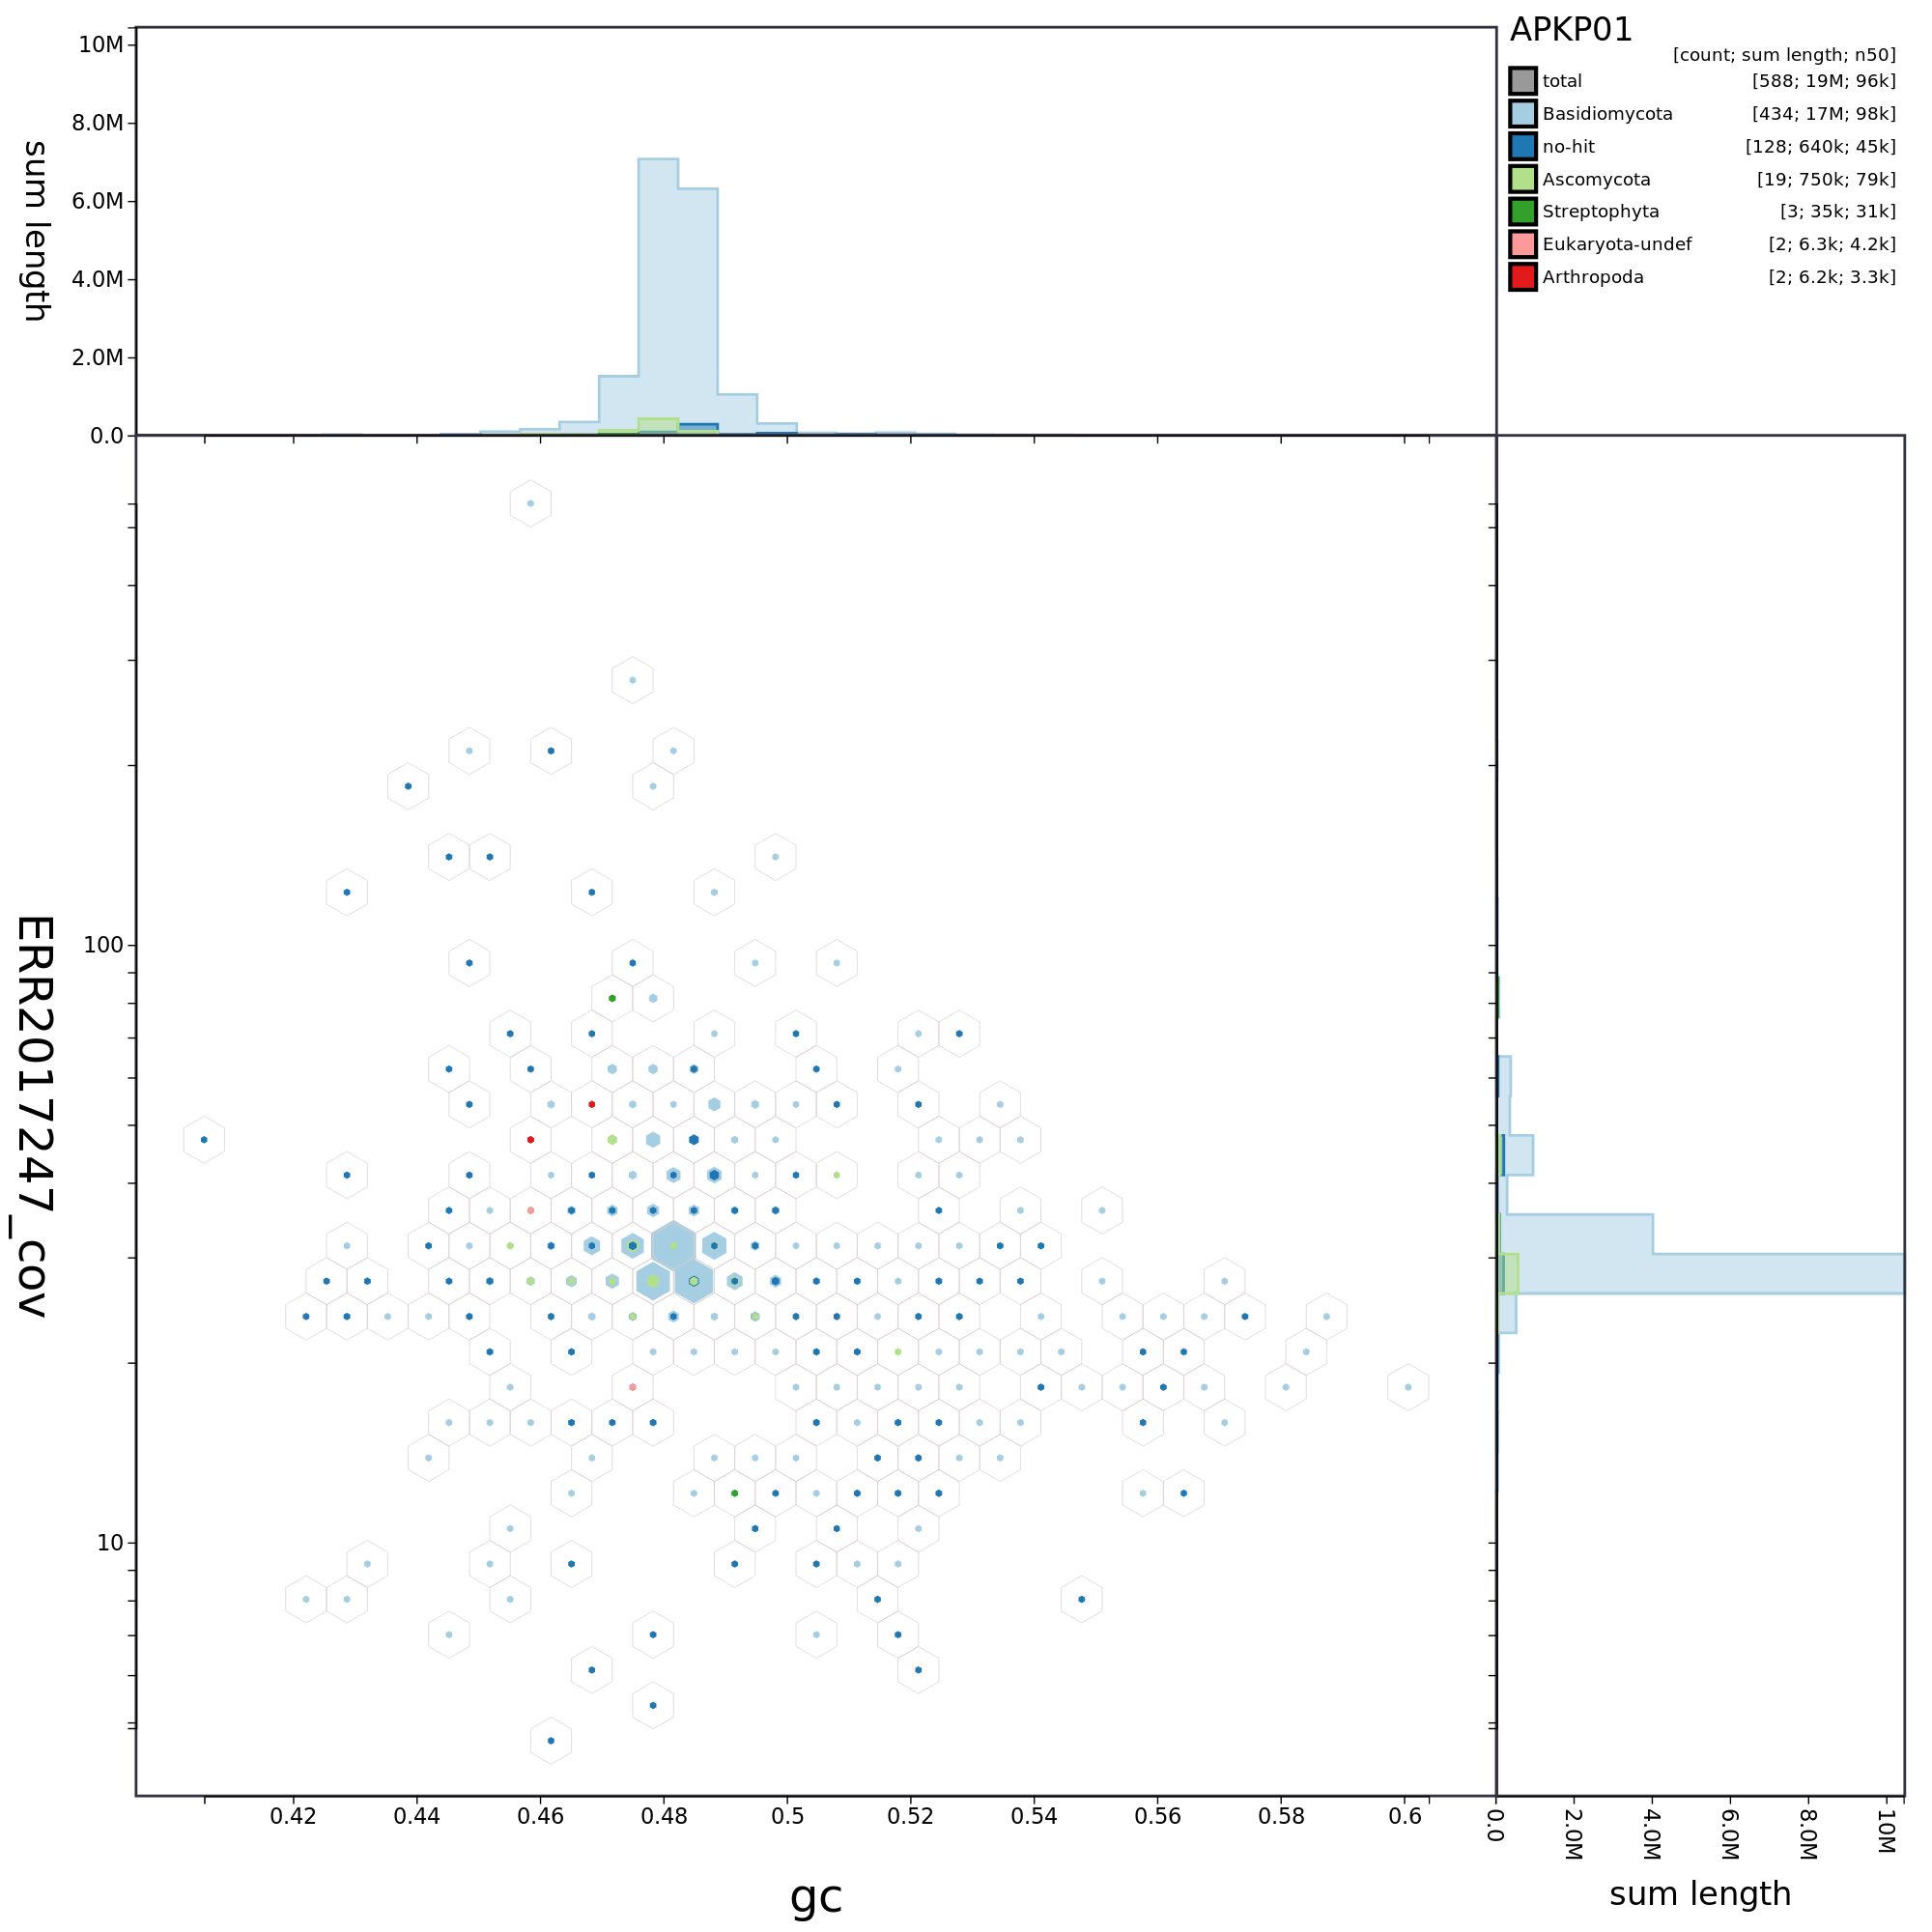 APKP01
[count; sum length; n50]
total [588; 19M; 96k]
Basidiomycota [434; 17M; 98k]
no-hit [128; 640k; 45k]
Ascomycota [19; 750k; 79k]
Streptophyta [3; 35k; 31k]
Eukaryota-undef [2; 6.3k; 4.2k]
Arthropoda [2; 6.2k; 3.3k]
sum length
10M
8.0M
6.0M
4.0M
2.0M
0.0
ERR2017247_cov
100
10
0.42 0.44 0.46 0.48 0.5 0.52 0.54 0.56 0.58 0.6
gc
0.0 2.0M 4.0M 6.0M 8.0M 10M
sum length